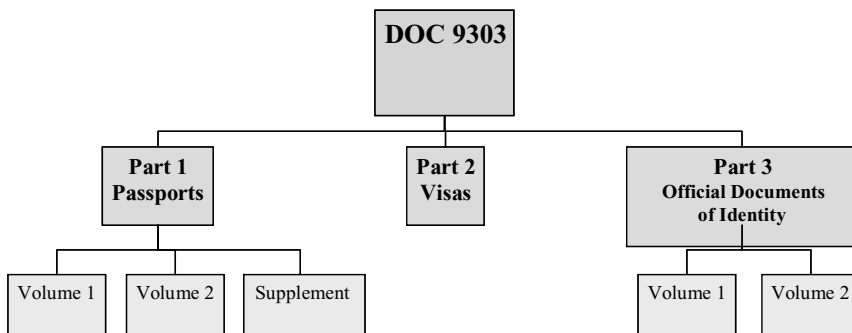 DOC 9303
Part 1
Passports
Part 2
Visas
Part 3
Official Documents
of Identity
Volume 1
Volume 2
Supplement
Volume 1
Volume 2